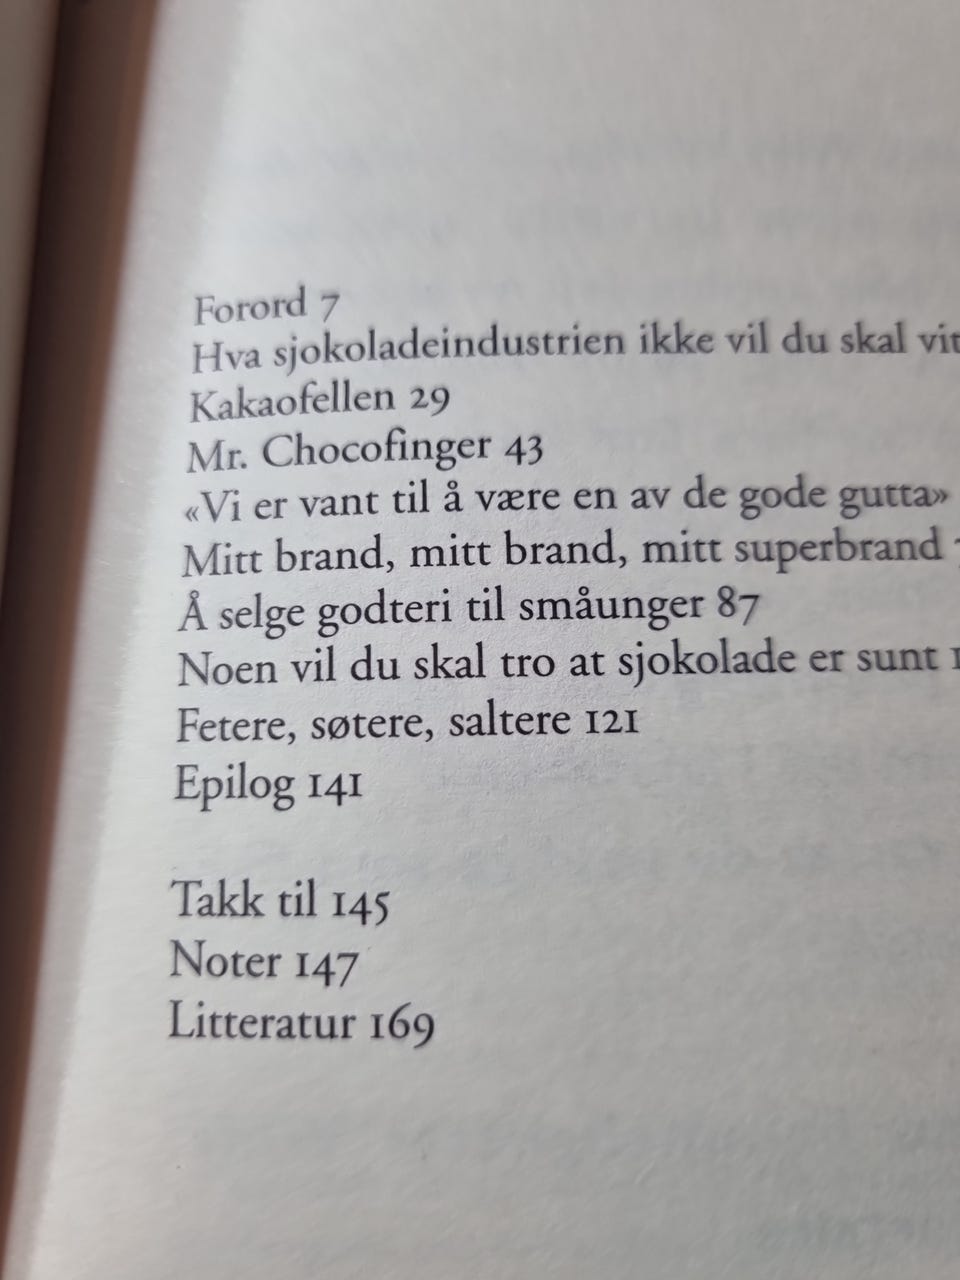 Forord 7
Hva sjokoladeindustrien ikke vil du skal
Kakaofellen 29
Mr. Chocofinger 43
«Vi er vant til å være en av de gode gutta»
Mitt brand, mitt brand, mitt superbrand
Å selge godteri til småunger 87
Noen vil du skal tro at sjokolade er sunt
Fetere, søtere, saltere 121
Epilog 141
Takk til 145
Noter 147
Litteratur 169